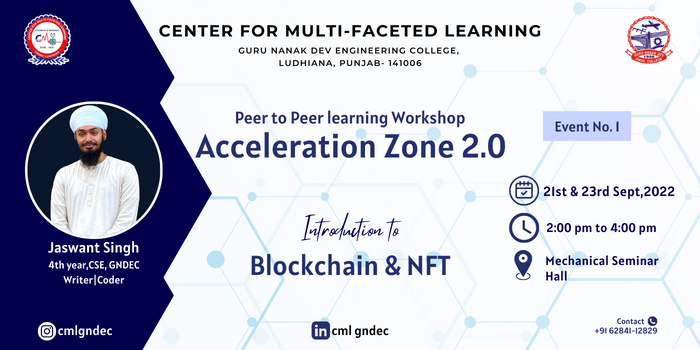 CENTER FOR MULTI-FACETED LEARNING
GURU NANAK DEV ENGINEERING COLLEGE,
LUDHIANA, PUNJAB- 141006
Peer to Peer learning Workshop
Acceleration Zone 2.0
Event No. 1
Introduction to
Blockchain & NFT
21st & 23rd Sept,2022
2:00 pm to 4:00 pm
Mechanical Seminar
Hall
Jaswant Singh
4th year,CSE, GNDEC
Writer|Coder
cmlgndec
in cml gndec
Contact
+91 62841-12829